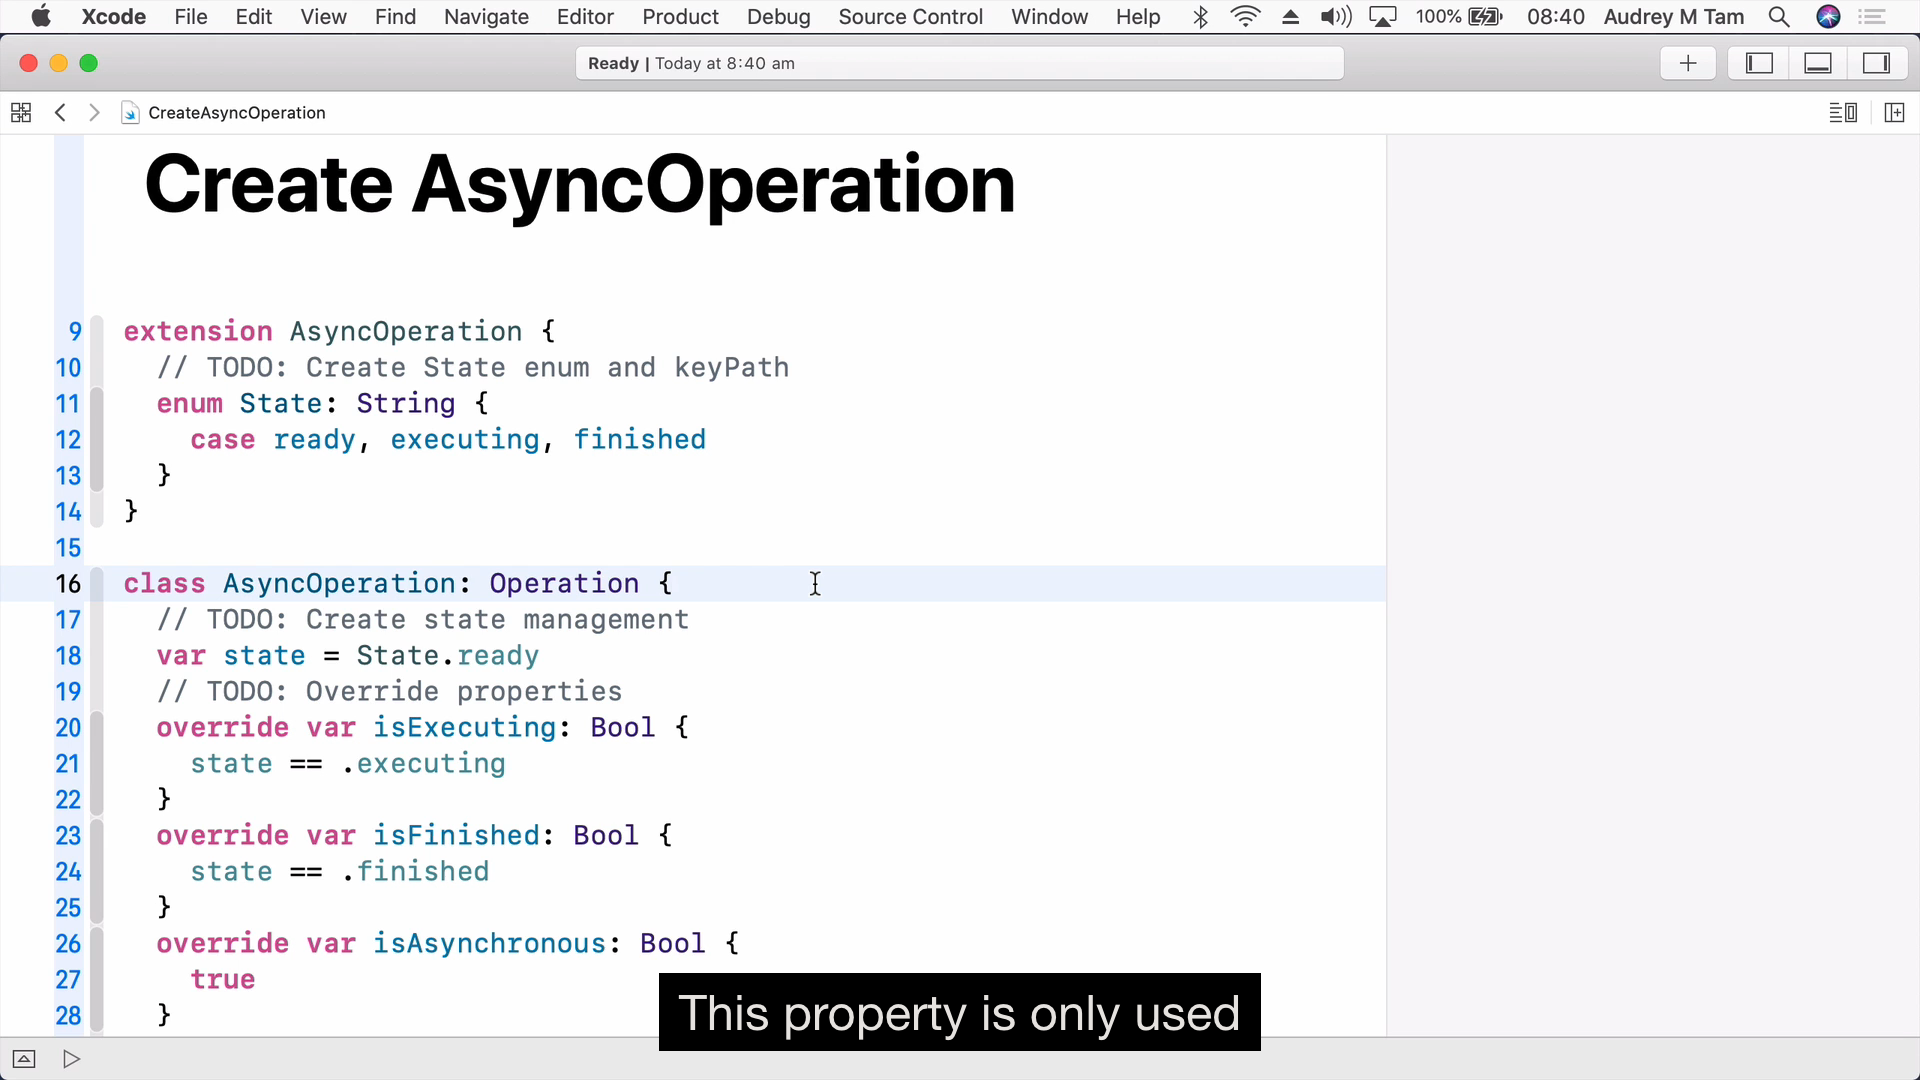 Xcode File Edit View Find Navigate Editor Product Debug Source Control Window Help 100% 08:40 Audrey M Tam
Ready | Today at 8:40 am
CreateAsyncOperation
Create AsyncOperation
9 extension AsyncOperation {
10 // TODO: Create State enum and keyPath
11 enum State: String {
12 case ready, executing, finished
13 }
14 }
15
16 class AsyncOperation: Operation {
17 // TODO: Create state management
18 var state = State.ready
19 // TODO: Override properties
20 override var isExecuting: Bool {
21 state == .executing
22 }
23 override var isFinished: Bool {
24 state == .finished
25 }
26 override var isAsynchronous: Bool {
27 true
28 }
This property is only used